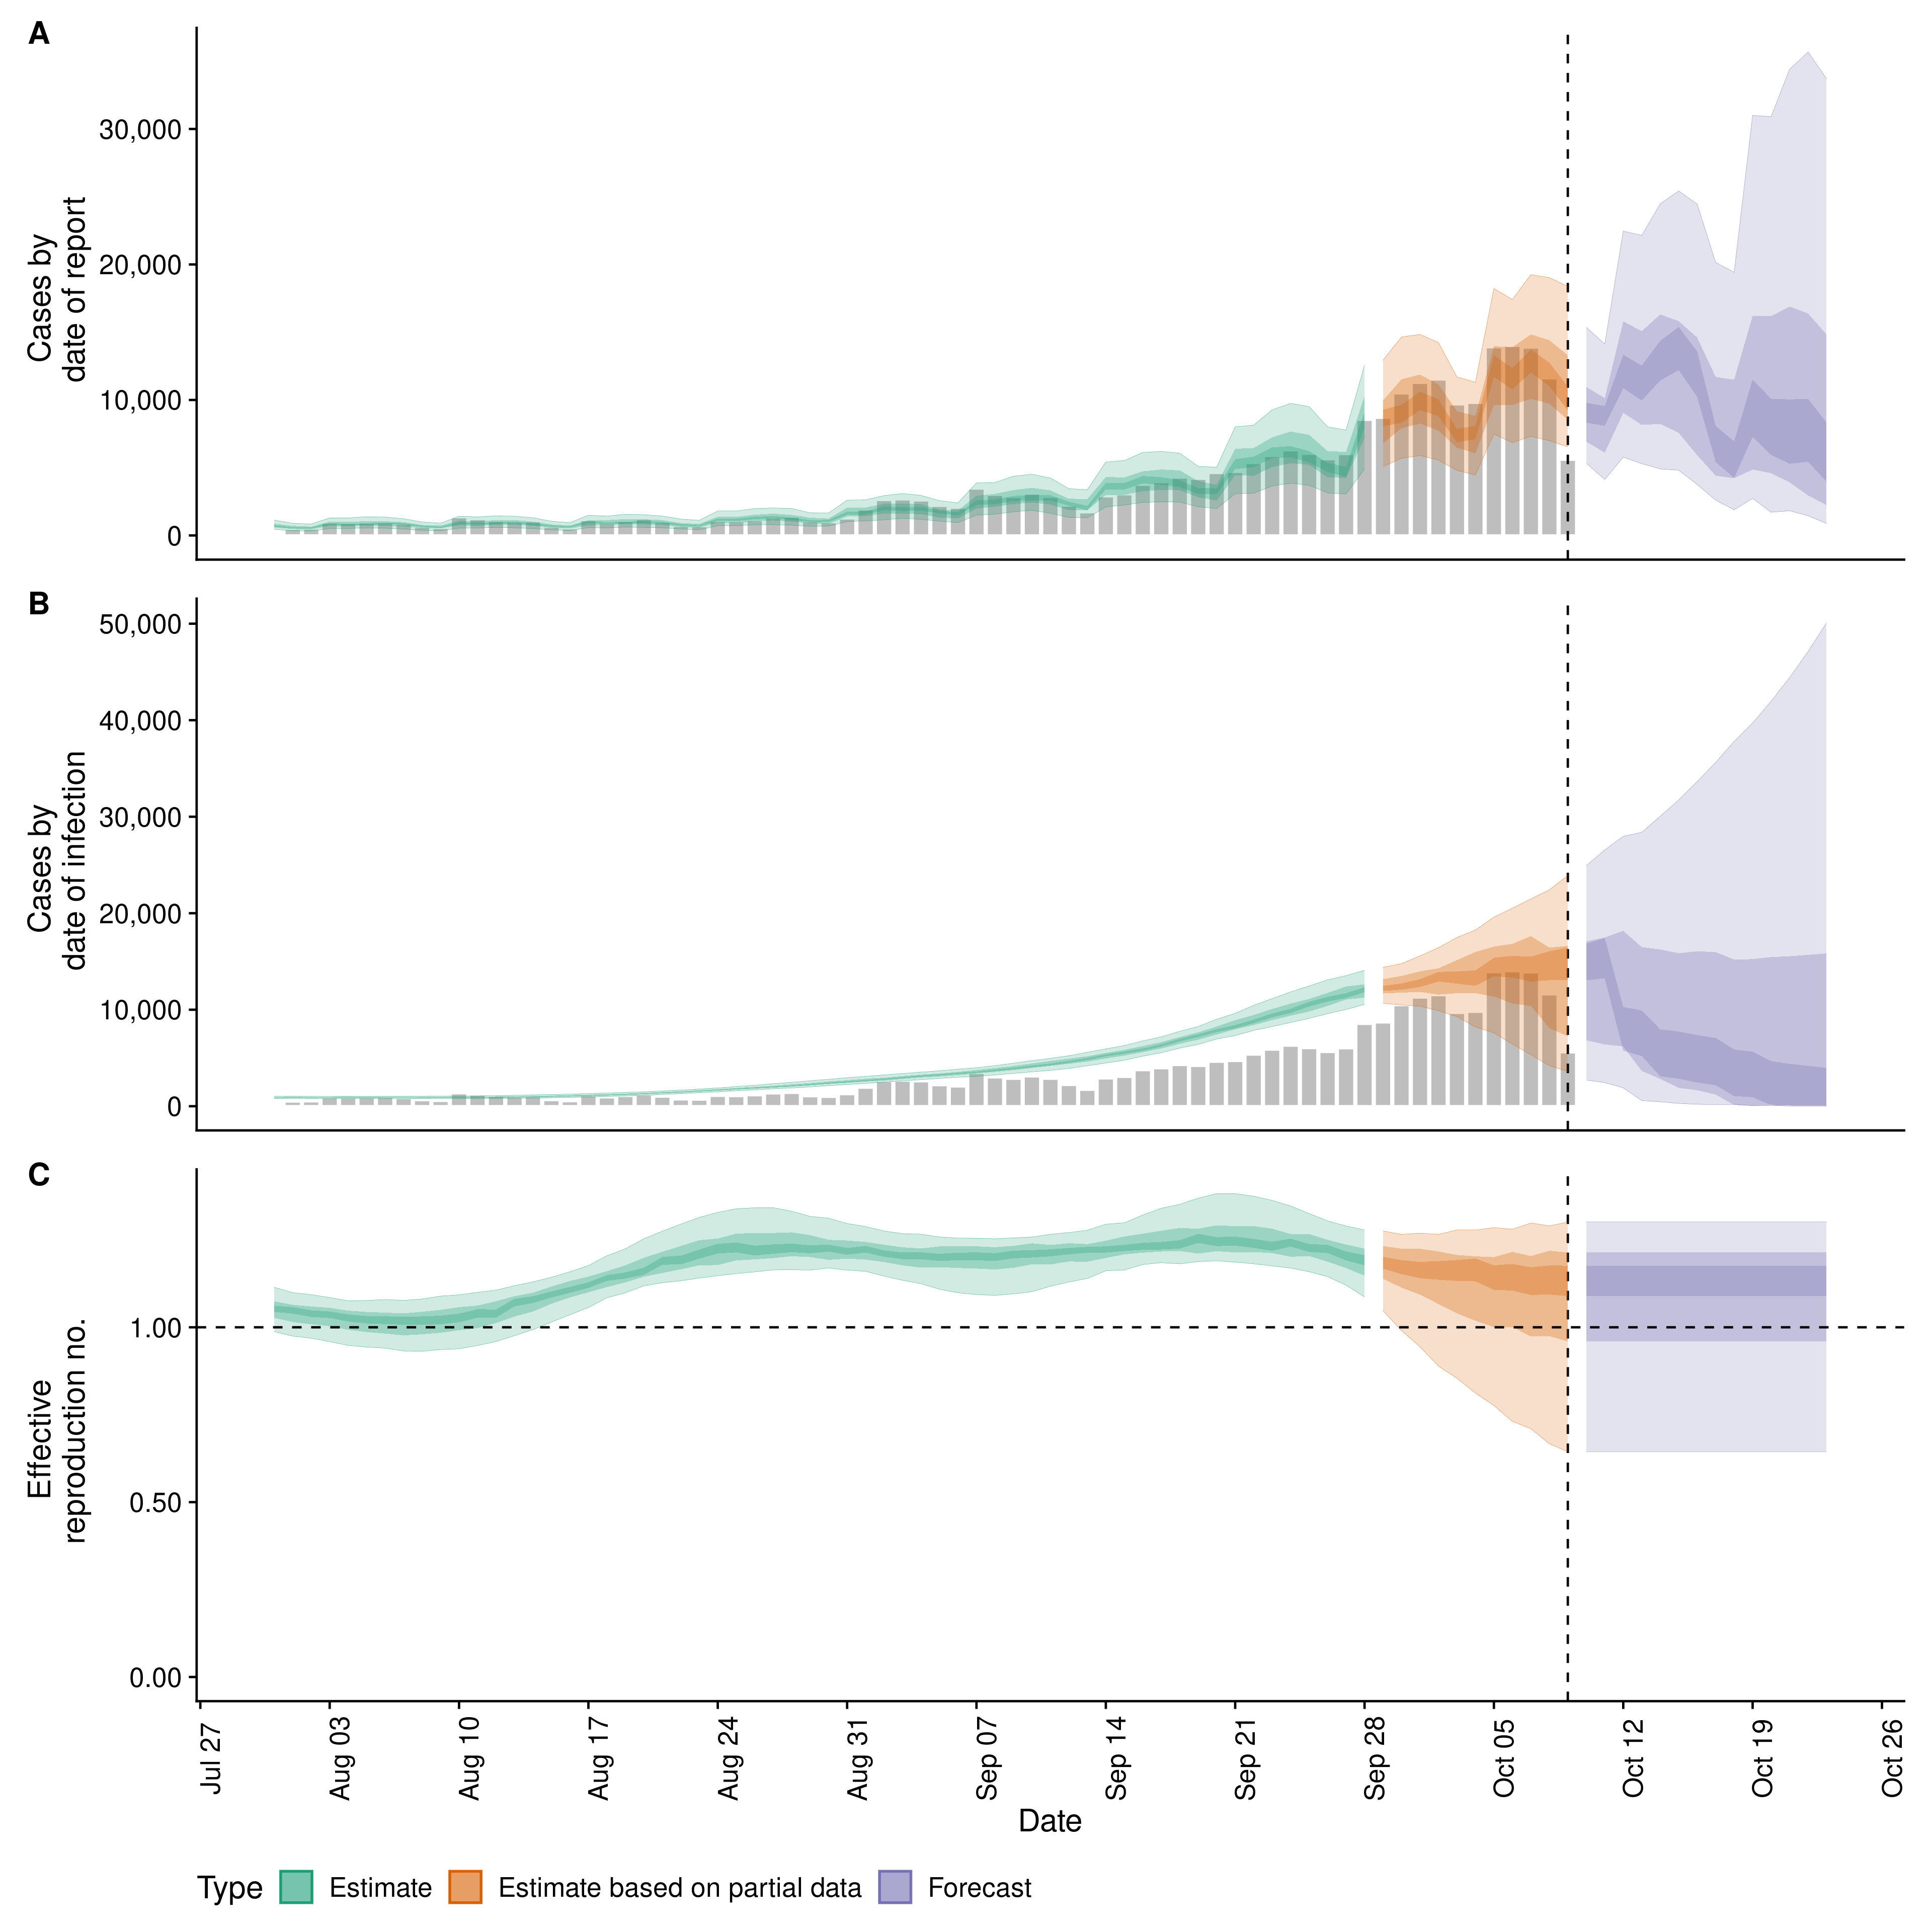 A
Cases by
date of report
30,000
20,000
10,000
0
B
Cases by
date of infection
50,000
40,000
30,000
20,000
10,000
0
C
Effective
reproduction no.
1.00
0.50
0.00
Jul 27
Aug 03
Aug 10
Aug 17
Aug 24
Aug 31
Sep 07
Sep 14
Sep 21
Sep 28
Oct 05
Oct 12
Oct 19
Oct 26
Date
Type Estimate Estimate based on partial data Forecast